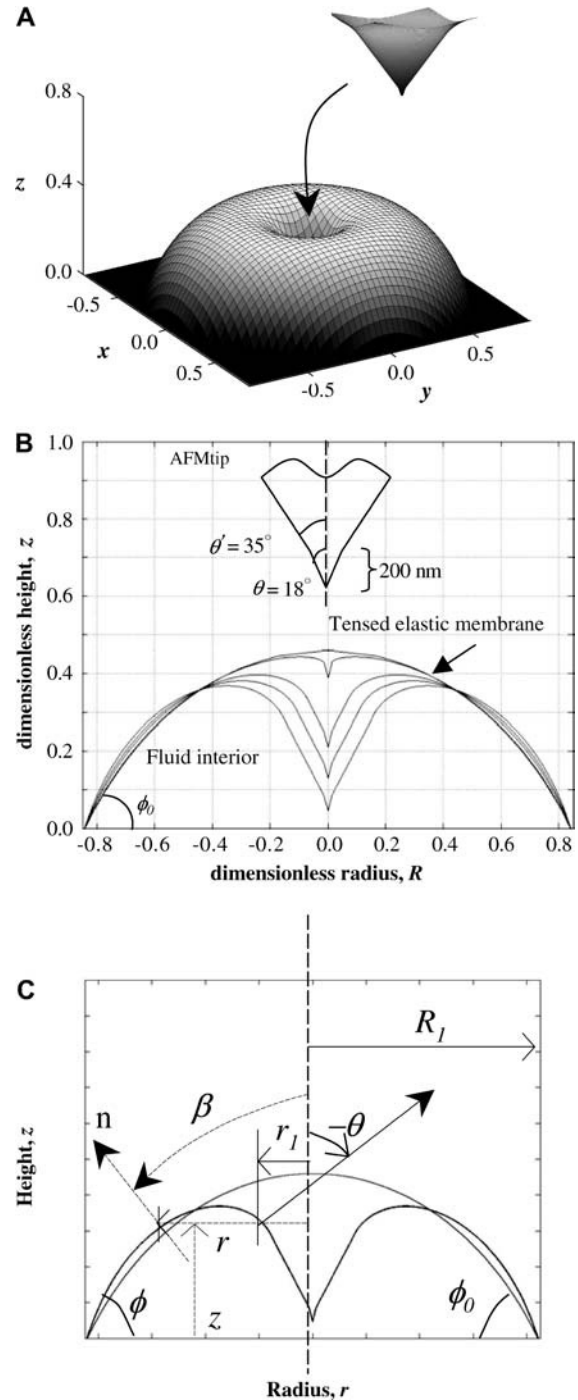 A
0.8
z
0.4
0.0
-0.5
x
0.0
0.5
-0.5
0.0
y
0.5
B
1.0
AFMtip
0.8
θ' = 35°
200 nm
θ = 18°
0.6
Tensed elastic membrane
dimensionless height, z
0.4
0.2
Fluid interior
ϕ0
0.0
-0.8 -0.6 -0.4 -0.2 0.0 0.2 0.4 0.6 0.8
dimensionless radius, R
C
R1
β
n
-θ
r1
Height, z
r
ϕ
z
ϕ0
Radius, r